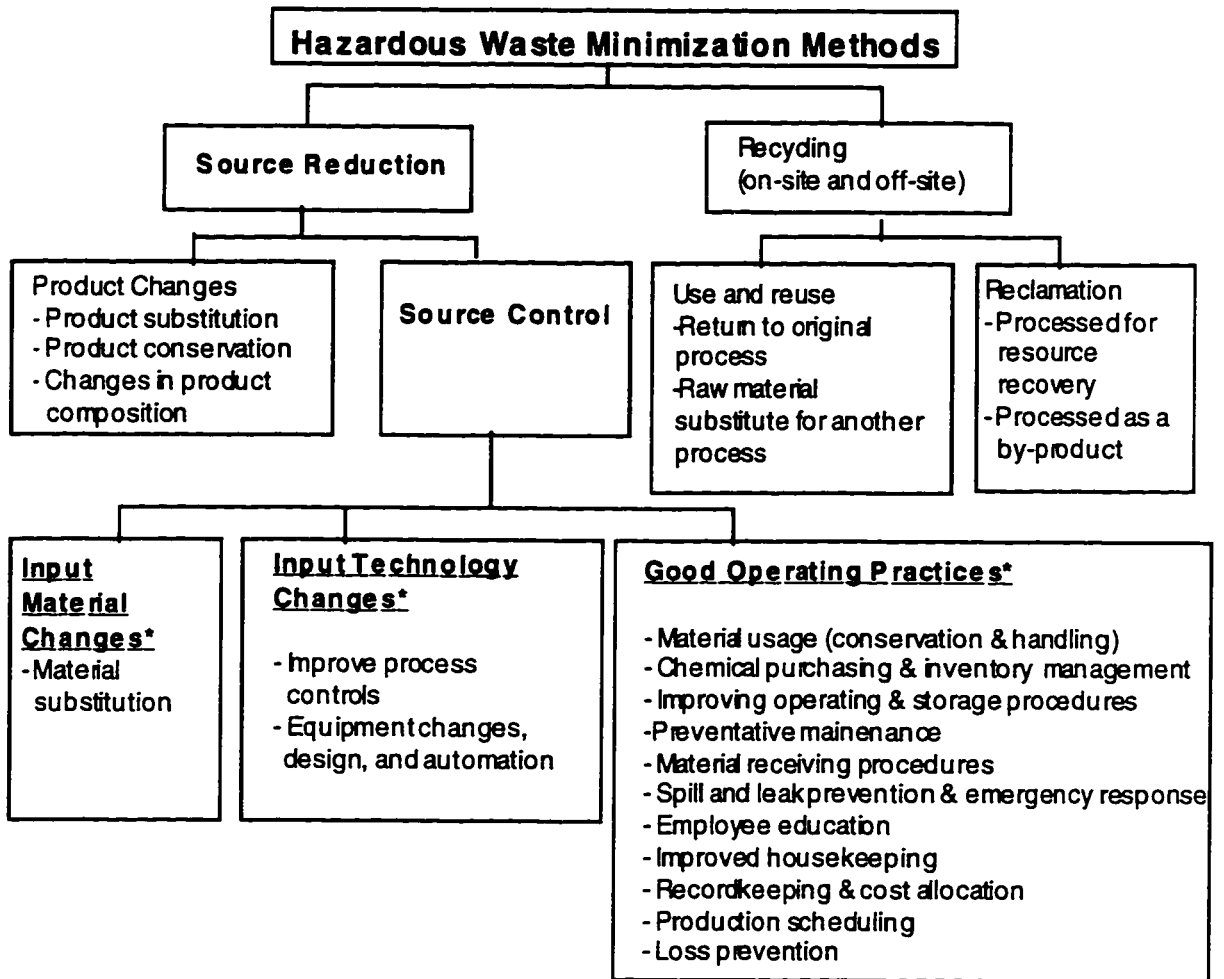 Hazardous Waste Minimization Methods
Source Reduction
Recyding
(on-site and off-site)
Product Changes
- Product substitution
- Product conservation
- Changes in product
composition
Source Control
Use and reuse
-Return to original
process
-Raw material
substitute for another
process
Reclamation
-Processed for
resource
recovery
-Processed as a
by-product
Input
Material
Changes*
- Material
substitution
Input Technology
Changes*
- Improve process
controls
- Equipment changes,
design, and automation
Good Operating Practices*
- Material usage (conservation & handling)
- Chemical purchasing & inventory management
- Improving operating & storage procedures
-Preventative mainenance
- Material receiving procedures
- Spill and leak prevention & emergency response
- Employee education
- Improved housekeeping
- Recordkeeping & cost allocation
- Production scheduling
- Loss prevention